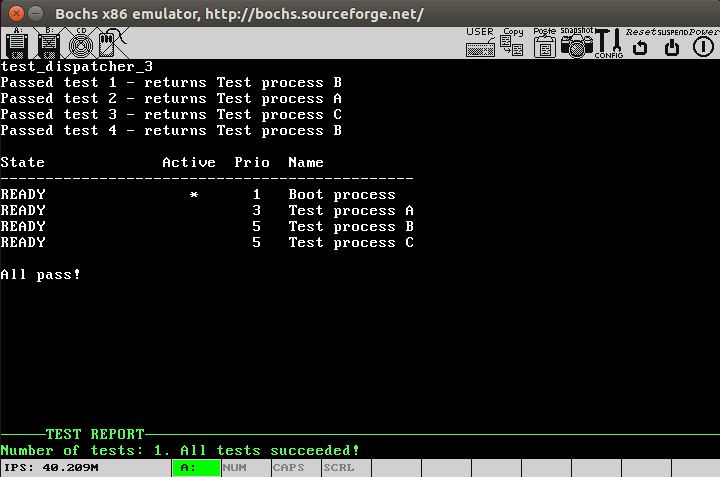 Bochs x86 emulator, http://bochs.sourceforge.net/
A: B: CD USER Copy Paste snapshot CONFIG Reset SUSPEND Power
test_dispatcher_3
Passed test 1 - returns Test process B
Passed test 2 - returns Test process A
Passed test 3 - returns Test process C
Passed test 4 - returns Test process B
State Active Prio Name
-----------------------------------------------
READY * 1 Boot process
READY 3 Test process A
READY 5 Test process B
READY 5 Test process C
All pass!
TEST REPORT
Number of tests: 1. All tests succeeded!
IPS: 40.209M A: NUM CAPS SCRL